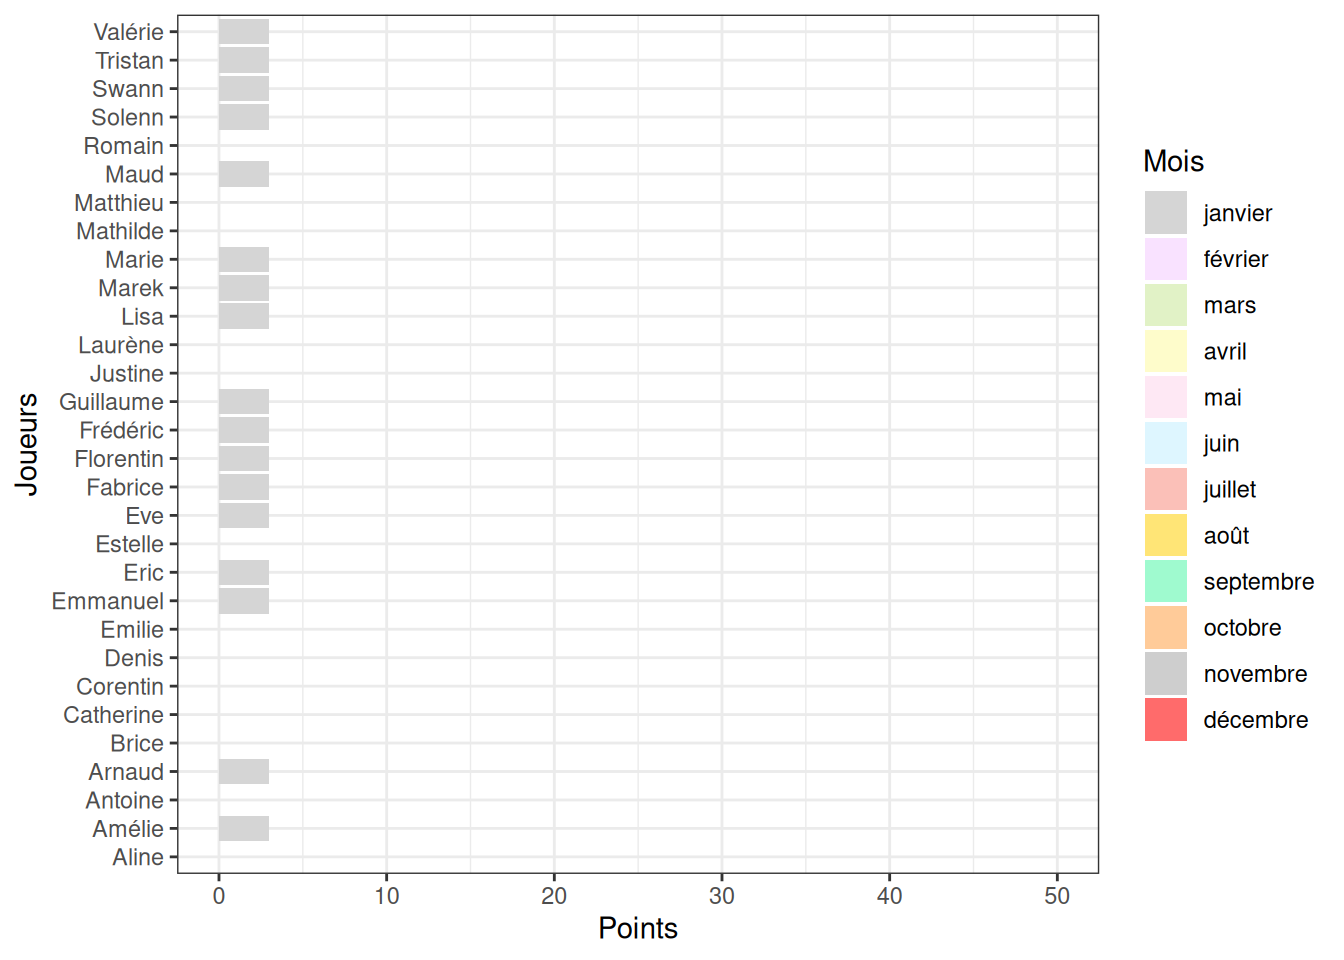 Joueurs
Valérie
Tristan
Swann
Solenn
Romain
Maud
Matthieu
Mathilde
Marie
Marek
Lisa
Laurène
Justine
Guillaume
Frédéric
Florentin
Fabrice
Eve
Estelle
Eric
Emmanuel
Emilie
Denis
Corentin
Catherine
Brice
Arnaud
Antoine
Amélie
Aline
0 10 20 30 40 50
Points
Mois
janvier
février
mars
avril
mai
juin
juillet
août
septembre
octobre
novembre
décembre